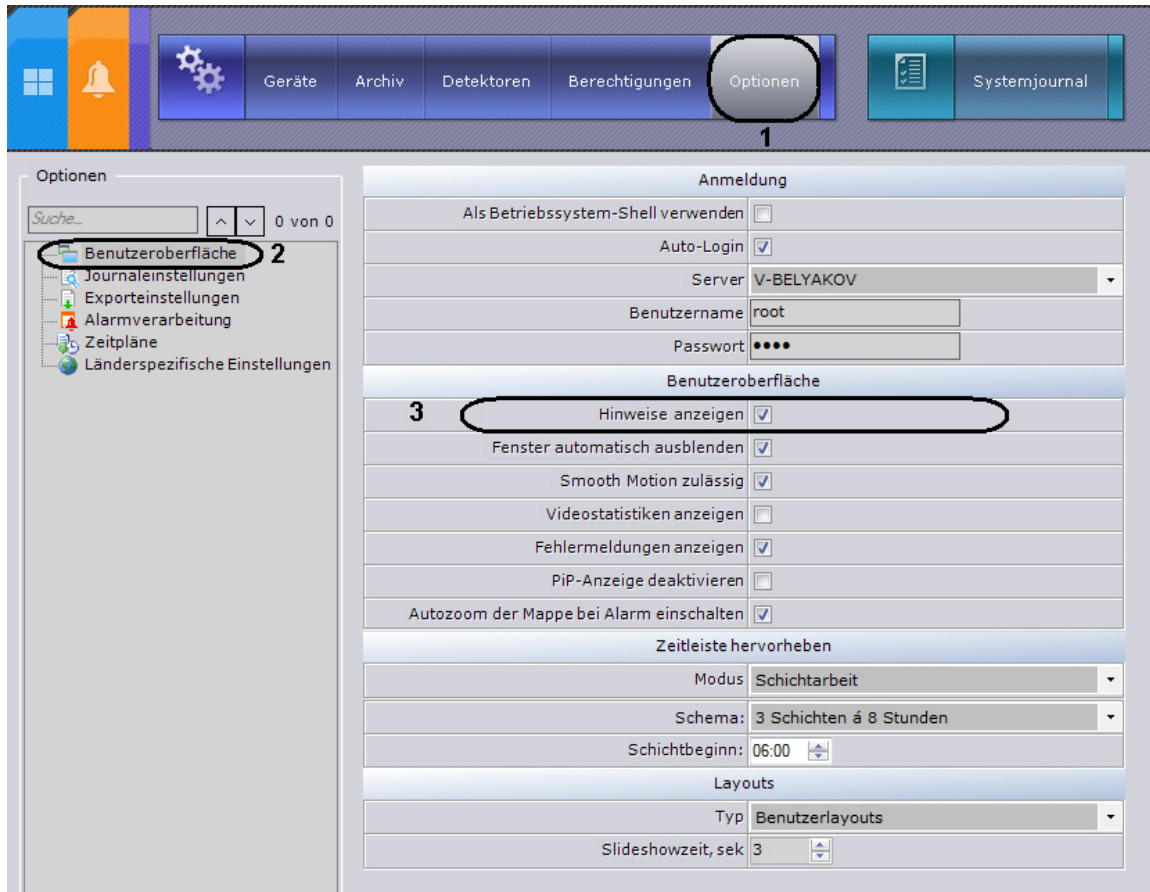 Geräte Archiv Detektoren Berechtigungen Optionen Systemjournal
1
Optionen
Suche... 0 von 0
Benutzeroberfläche 2
Journaleinstellungen
Exporteinstellungen
Alarmverarbeitung
Zeitpläne
Länderspezifische Einstellungen
Anmeldung
Als Betriebssystem-Shell verwenden
Auto-Login
Server V-BELYAKOV
Benutzername root
Passwort ••••
Benutzeroberfläche
3 Hinweise anzeigen
Fenster automatisch ausblenden
Smooth Motion zulässig
Videostatistiken anzeigen
Fehlermeldungen anzeigen
PiP-Anzeige deaktivieren
Autozoom der Mappe bei Alarm einschalten
Zeitleiste hervorheben
Modus Schichtarbeit
Schema: 3 Schichten á 8 Stunden
Schichtbeginn: 06:00
Layouts
Typ Benutzerlayouts
Slideshowzeit, sek 3